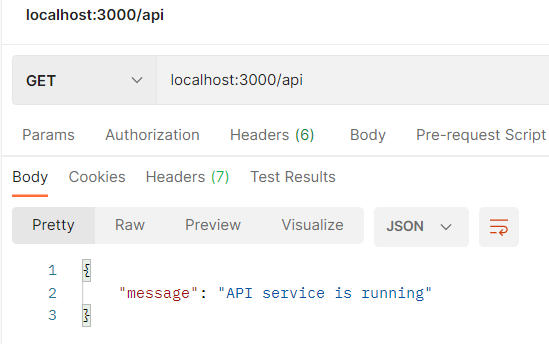 localhost:3000/api
GET localhost:3000/api
Params Authorization Headers (6) Body Pre-request Script
Body Cookies Headers (7) Test Results
Pretty Raw Preview Visualize JSON
1 {
2 "message": "API service is running"
3 }